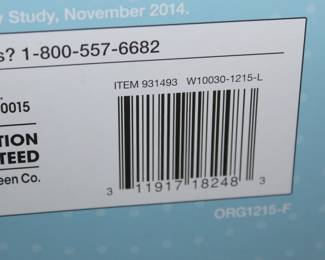 y Study, November 2014.
s? 1-800-557-6682
ITEM 931493 W10030-1215-L
0015
TION
TEED
een Co.
3 11917 18248 3
ORG1215-F